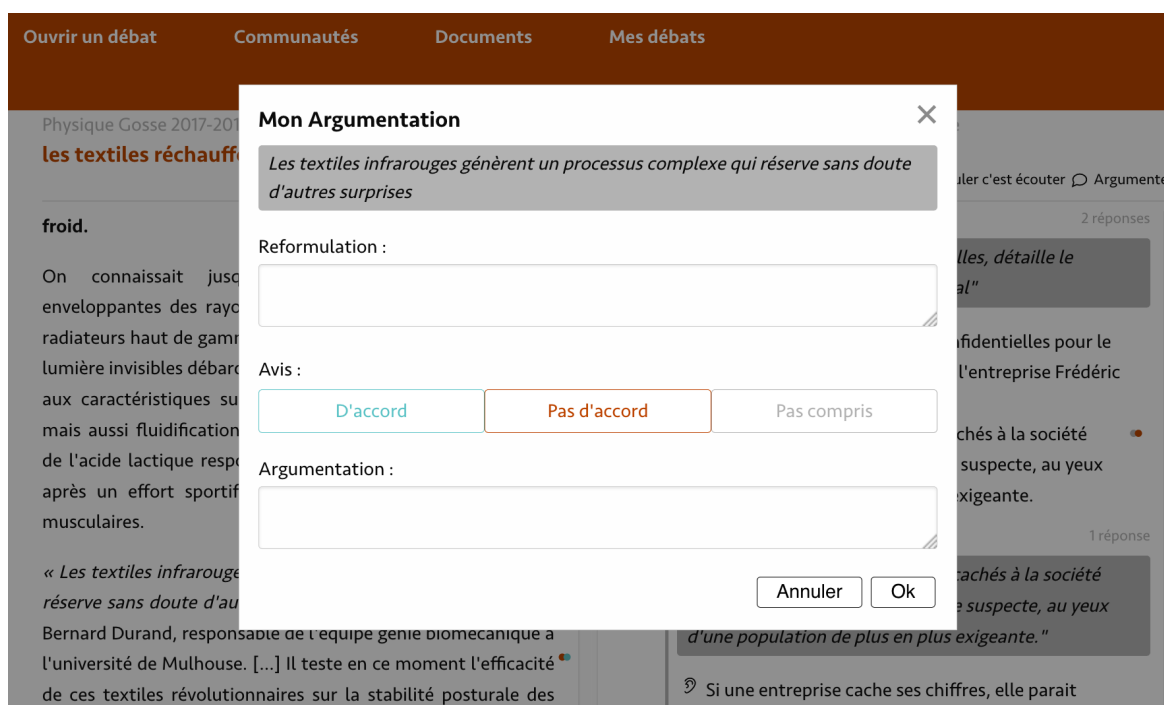 Ouvrir un débat Communautés Documents Mes débats
Physique Gosse 2017-201
les textiles réchauffe
froid.
On connaissait jusq
enveloppantes des rayo
radiateurs haut de gamm
lumière invisibles débarq
aux caractéristiques su
mais aussi fluidification
de l'acide lactique respo
après un effort sportif
musculaires.
« Les textiles infrarouge
réserve sans doute d'au
Bernard Durand, responsable de l'équipe génie biomécanique à
l'université de Mulhouse. [...] Il teste en ce moment l'efficacité
de ces textiles révolutionnaires sur la stabilité posturale des
Mon Argumentation
Les textiles infrarouges génèrent un processus complexe qui réserve sans doute
d'autres surprises
Reformulation :
Avis :
D'accord Pas d'accord Pas compris
Argumentation :
Annuler Ok
uler c'est écouter Argumente
2 réponses
lles, détaille le
al"
nfidentielles pour le
l'entreprise Frédéric
chés à la société
suspecte, au yeux
xigeante.
1 réponse
cachés à la société
e suspecte, au yeux
d'une population de plus en plus exigeante."
Si une entreprise cache ses chiffres, elle parait